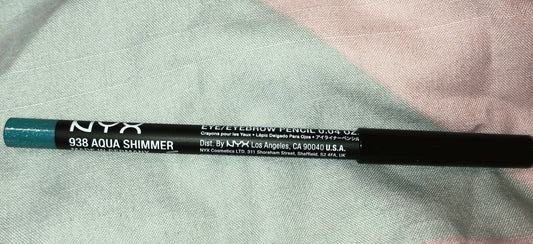 NYX
938 AQUA SHIMMER
EYE/EYEBROW PENCIL 0.04 OZ
Crayons pour les Yeux • Lápiz Delgado Para Ojos • アイライナーペンシル
Dist. By NYX Los Angeles, CA 90040 U.S.A.
NYX Cosmetics LTD. 311 Shoreham Street, Sheffield. S2 4FA, UK